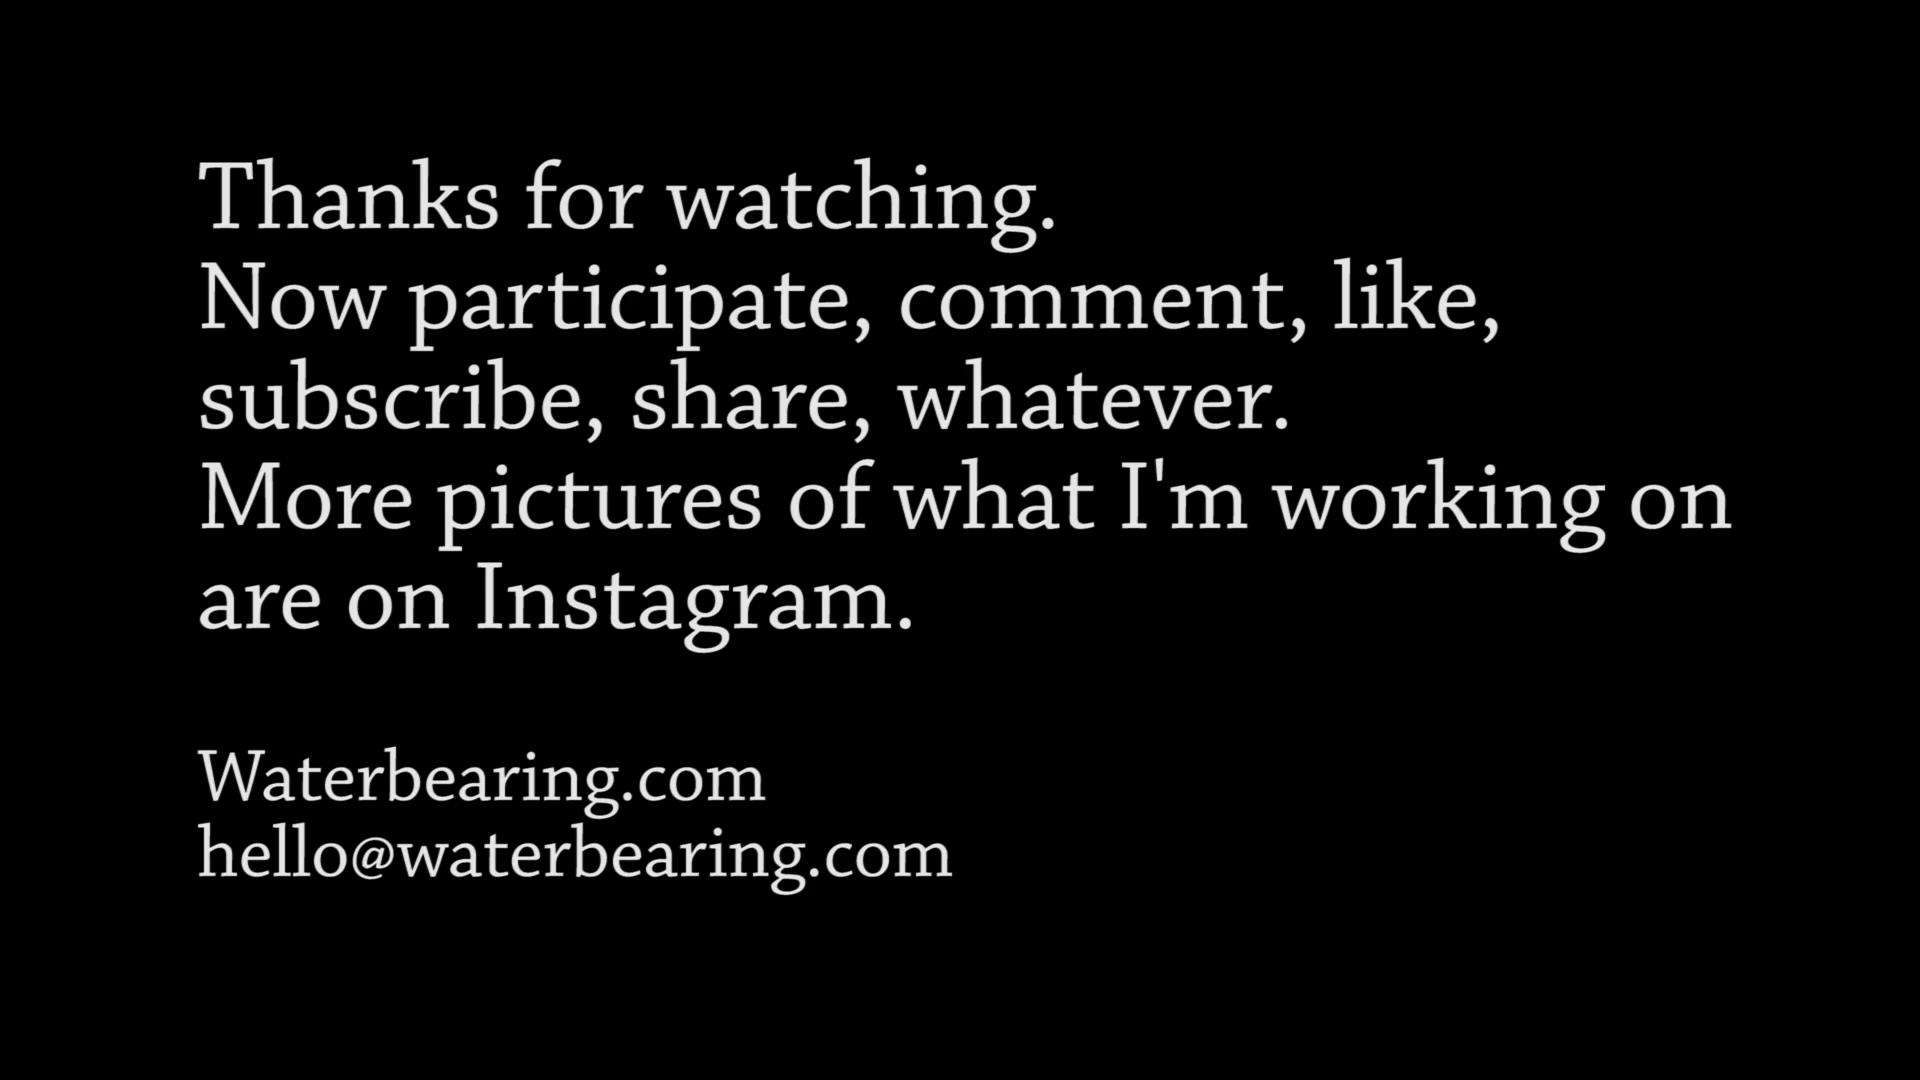 Thanks for watching.
Now participate, comment, like,
subscribe, share, whatever.
More pictures of what I'm working on
are on Instagram.
Waterbearing.com
hello@waterbearing.com